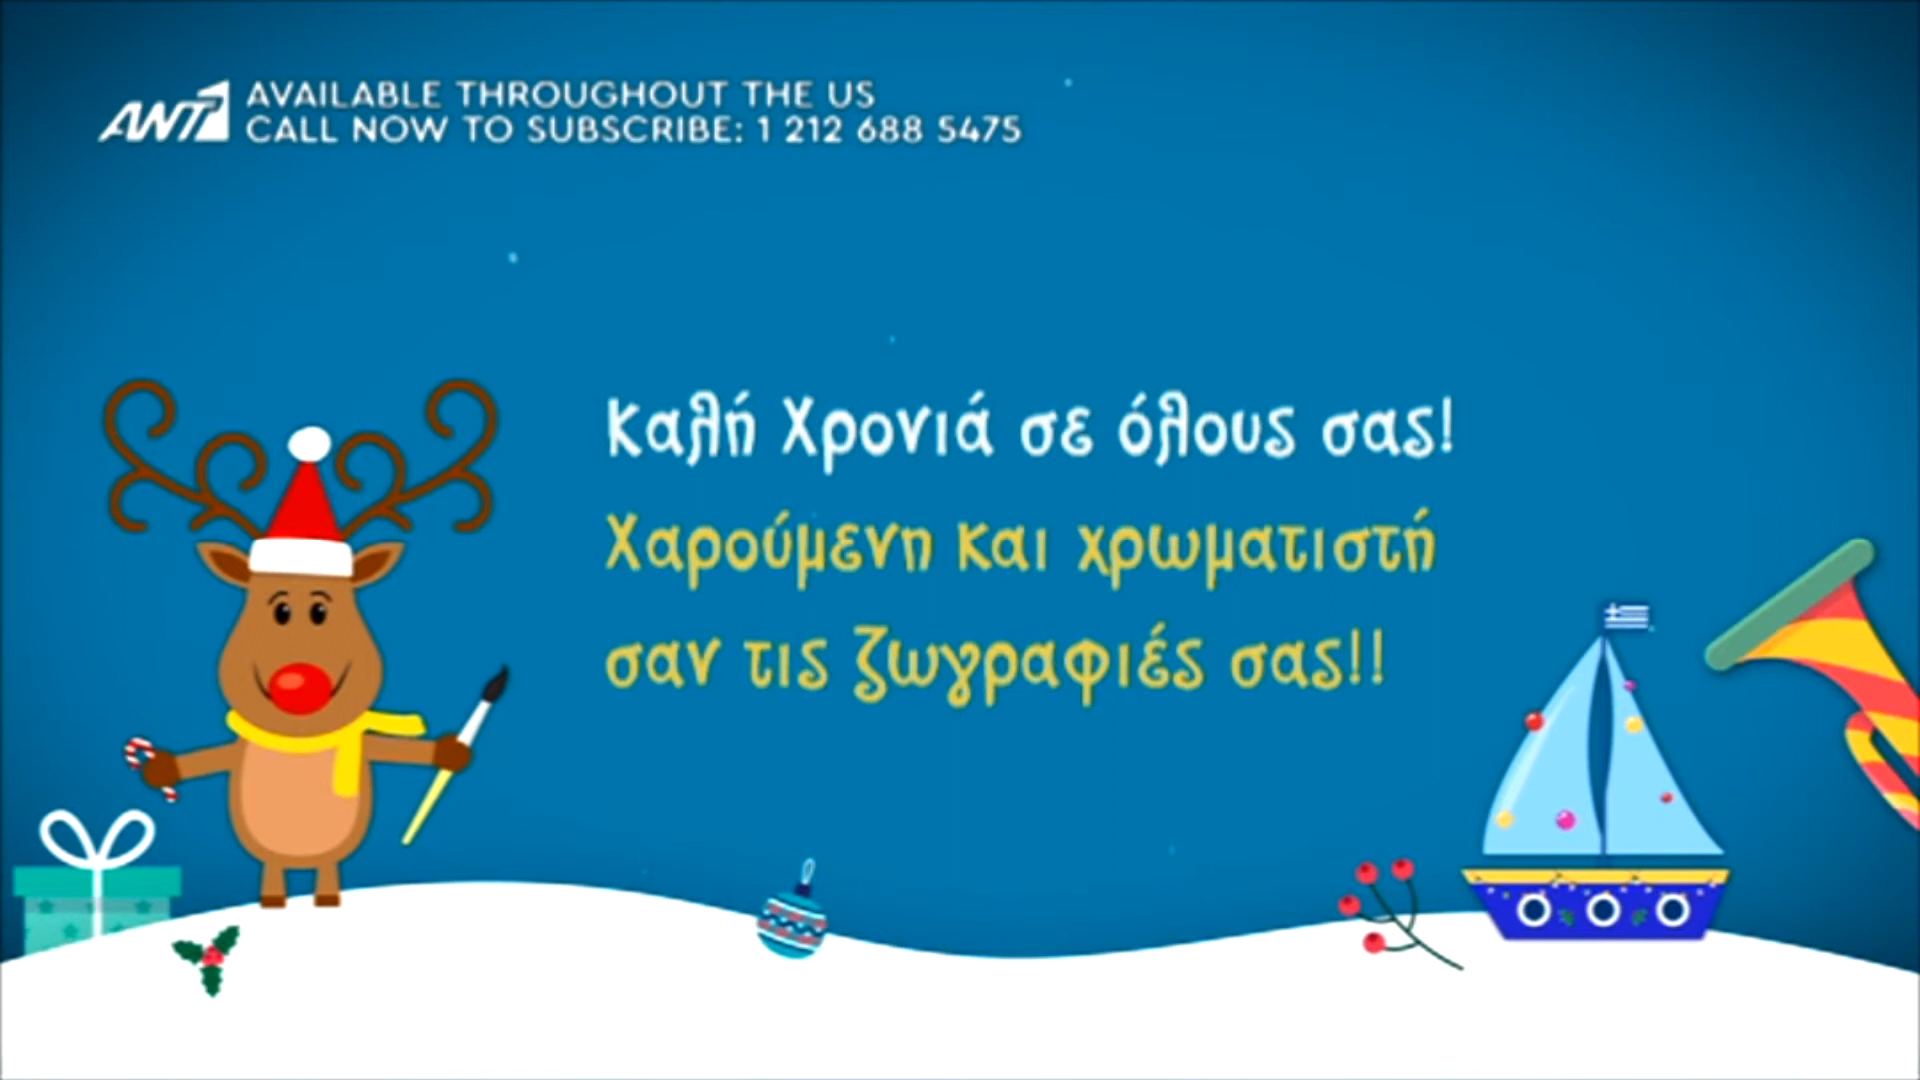 ANT1 AVAILABLE THROUGHOUT THE US
CALL NOW TO SUBSCRIBE: 1 212 688 5475
Καλή Χρονιά σε όλους σας!
Χαρούμενη και χρωματιστή
σαν τις ζωγραφιές σας!!